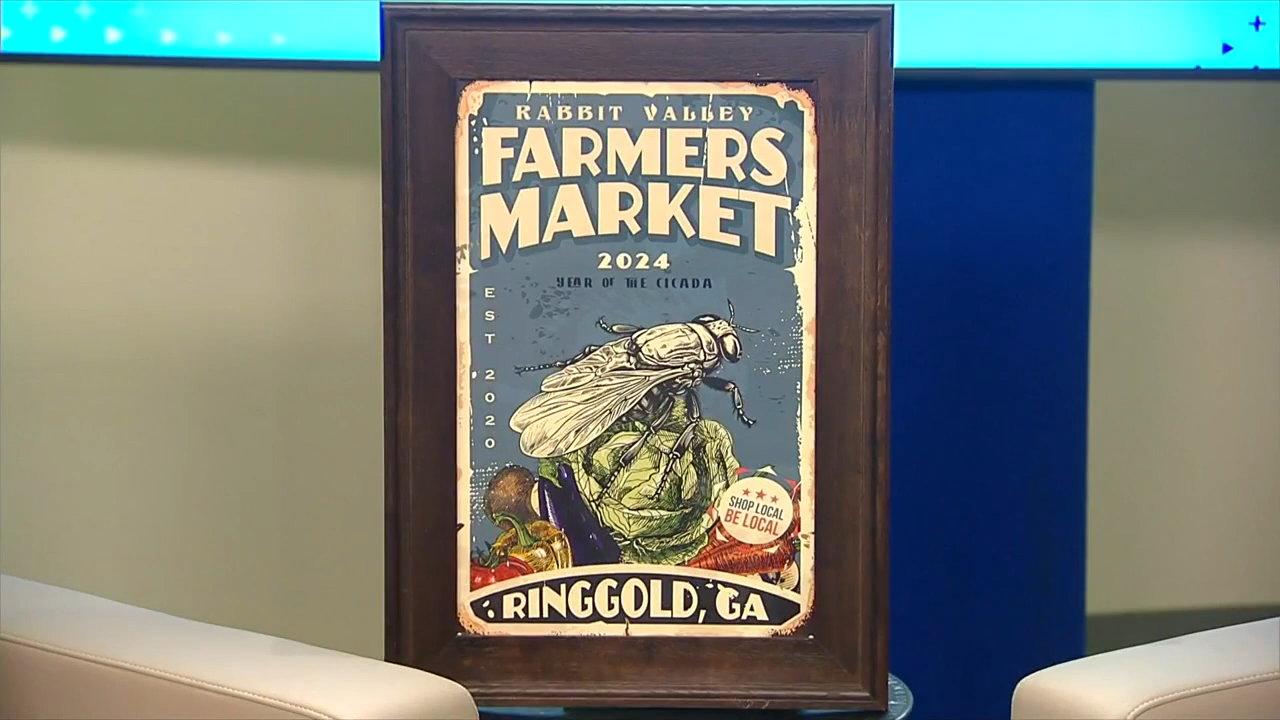 RABBIT VALLEY
FARMERS
MARKET
2024
YEAR OF THE CICADA
EST 2020
SHOP LOCAL
BE LOCAL
RINGGOLD, GA